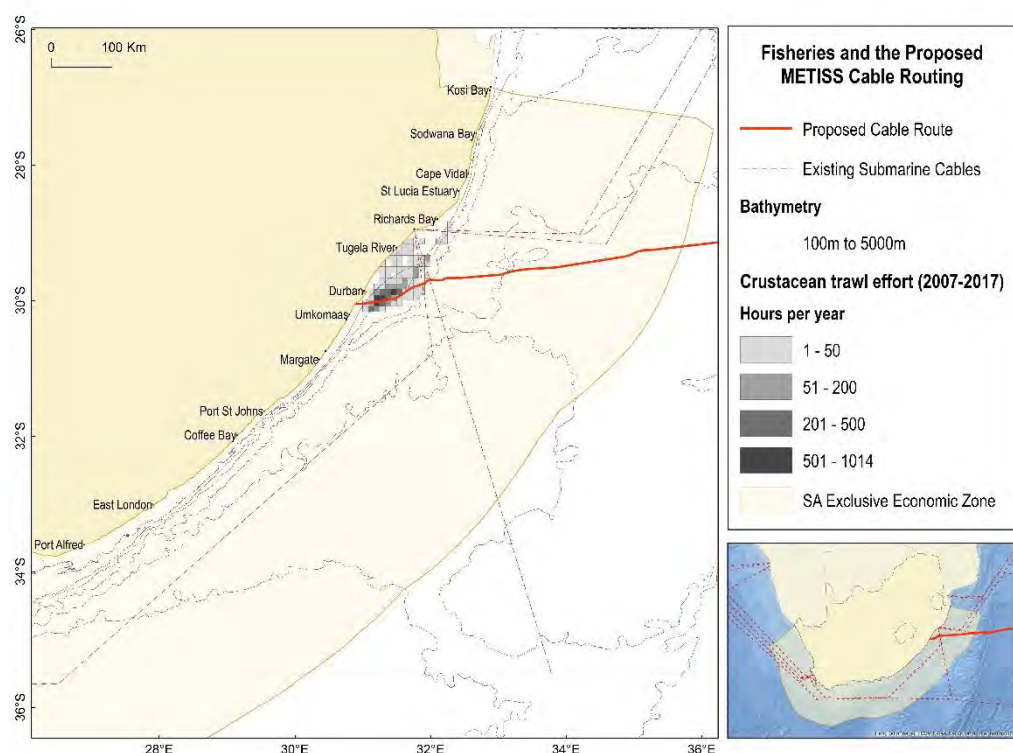 26°S
28°S
30°S
32°S
34°S
36°S
0 100 Km
Kosi Bay
Sodwana Bay
Cape Vidal
St Lucia Estuary
Richards Bay
Tugela River
Durban
Umkomaas
Margate
Port St Johns
Coffee Bay
East London
Port Alfred
28°E
30°E
32°E
34°E
36°E
Fisheries and the Proposed
METISS Cable Routing
Proposed Cable Route
Existing Submarine Cables
Bathymetry
100m to 5000m
Crustacean trawl effort (2007-2017)
Hours per year
1 - 50
51 - 200
201 - 500
501 - 1014
SA Exclusive Economic Zone